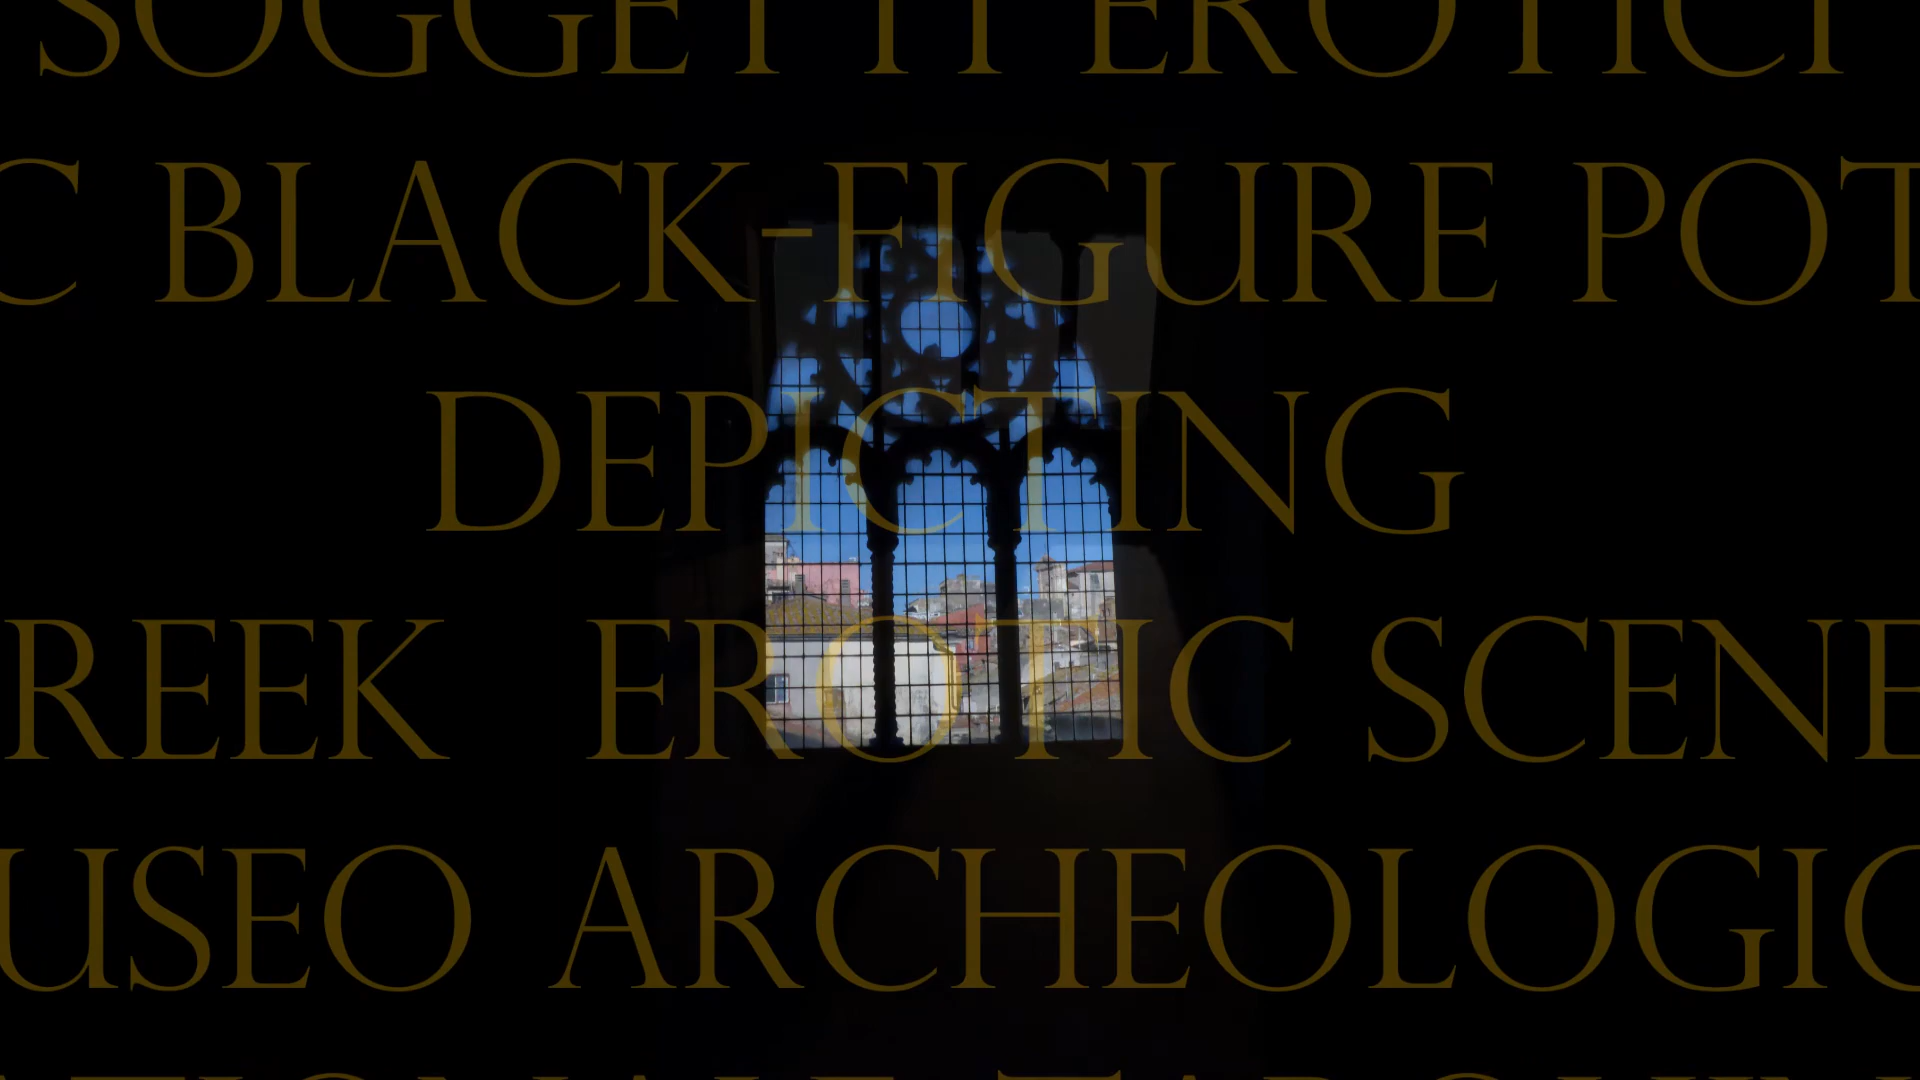 SOGGETTI EROTICI
C BLACK-FIGURE POT
DEPICTING
REEK EROTIC SCENE
USEO ARCHEOLOGIC